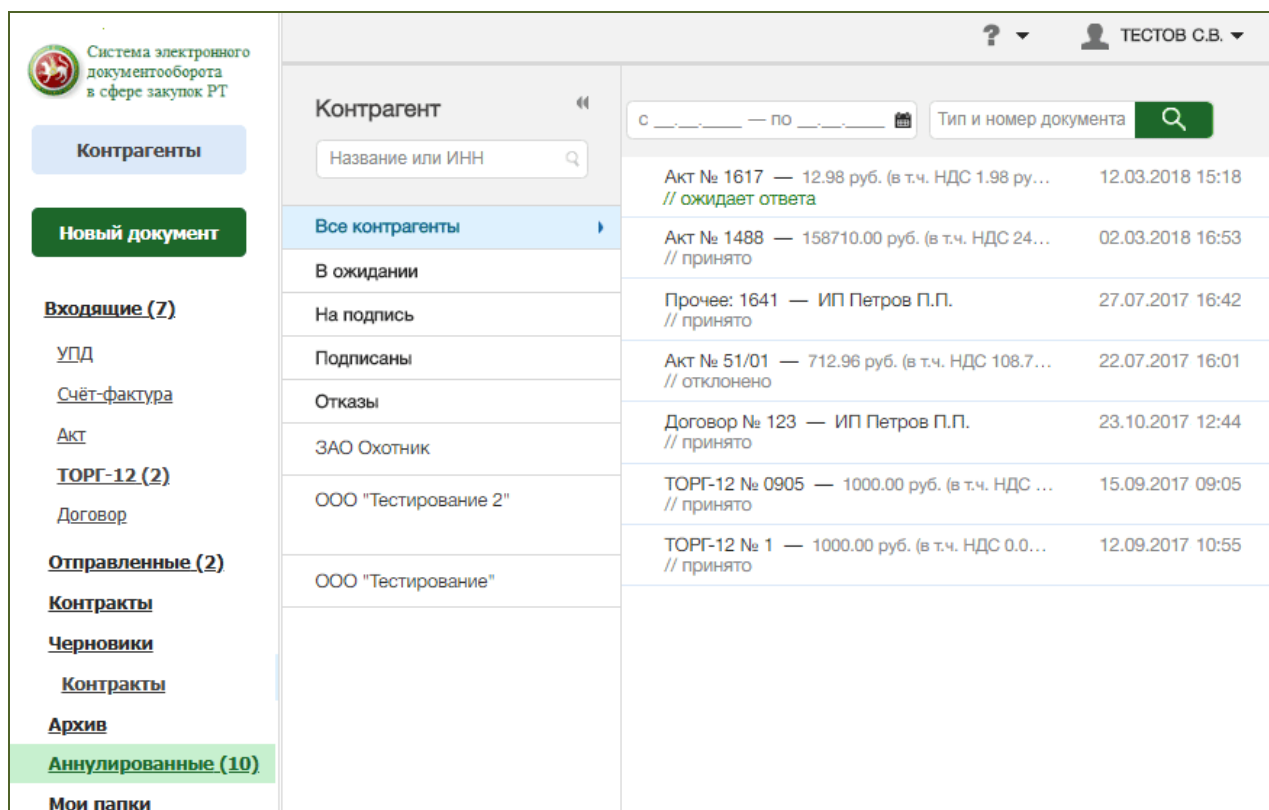 Система электронного
документооборота
в сфере закупок РТ
Контрагенты
Новый документ
Входящие (7)
УПД
Счёт-фактура
Акт
ТОРГ-12 (2)
Договор
Отправленные (2)
Контракты
Черновики
Контракты
Архив
Аннулированные (10)
Мои папки
? ТЕСТОВ С.В.
Контрагент
Название или ИНН
Все контрагенты
В ожидании
На подпись
Подписаны
Отказы
ЗАО Охотник
ООО "Тестирование 2"
ООО "Тестирование"
с __.__.____ — по __.__.____ Тип и номер документа
Акт № 1617 — 12.98 руб. (в т.ч. НДС 1.98 ру... 12.03.2018 15:18
// ожидает ответа
Акт № 1488 — 158710.00 руб. (в т.ч. НДС 24... 02.03.2018 16:53
// принято
Прочее: 1641 — ИП Петров П.П. 27.07.2017 16:42
// принято
Акт № 51/01 — 712.96 руб. (в т.ч. НДС 108.7... 22.07.2017 16:01
// отклонено
Договор № 123 — ИП Петров П.П. 23.10.2017 12:44
// принято
ТОРГ-12 № 0905 — 1000.00 руб. (в т.ч. НДС ... 15.09.2017 09:05
// принято
ТОРГ-12 № 1 — 1000.00 руб. (в т.ч. НДС 0.0... 12.09.2017 10:55
// принято